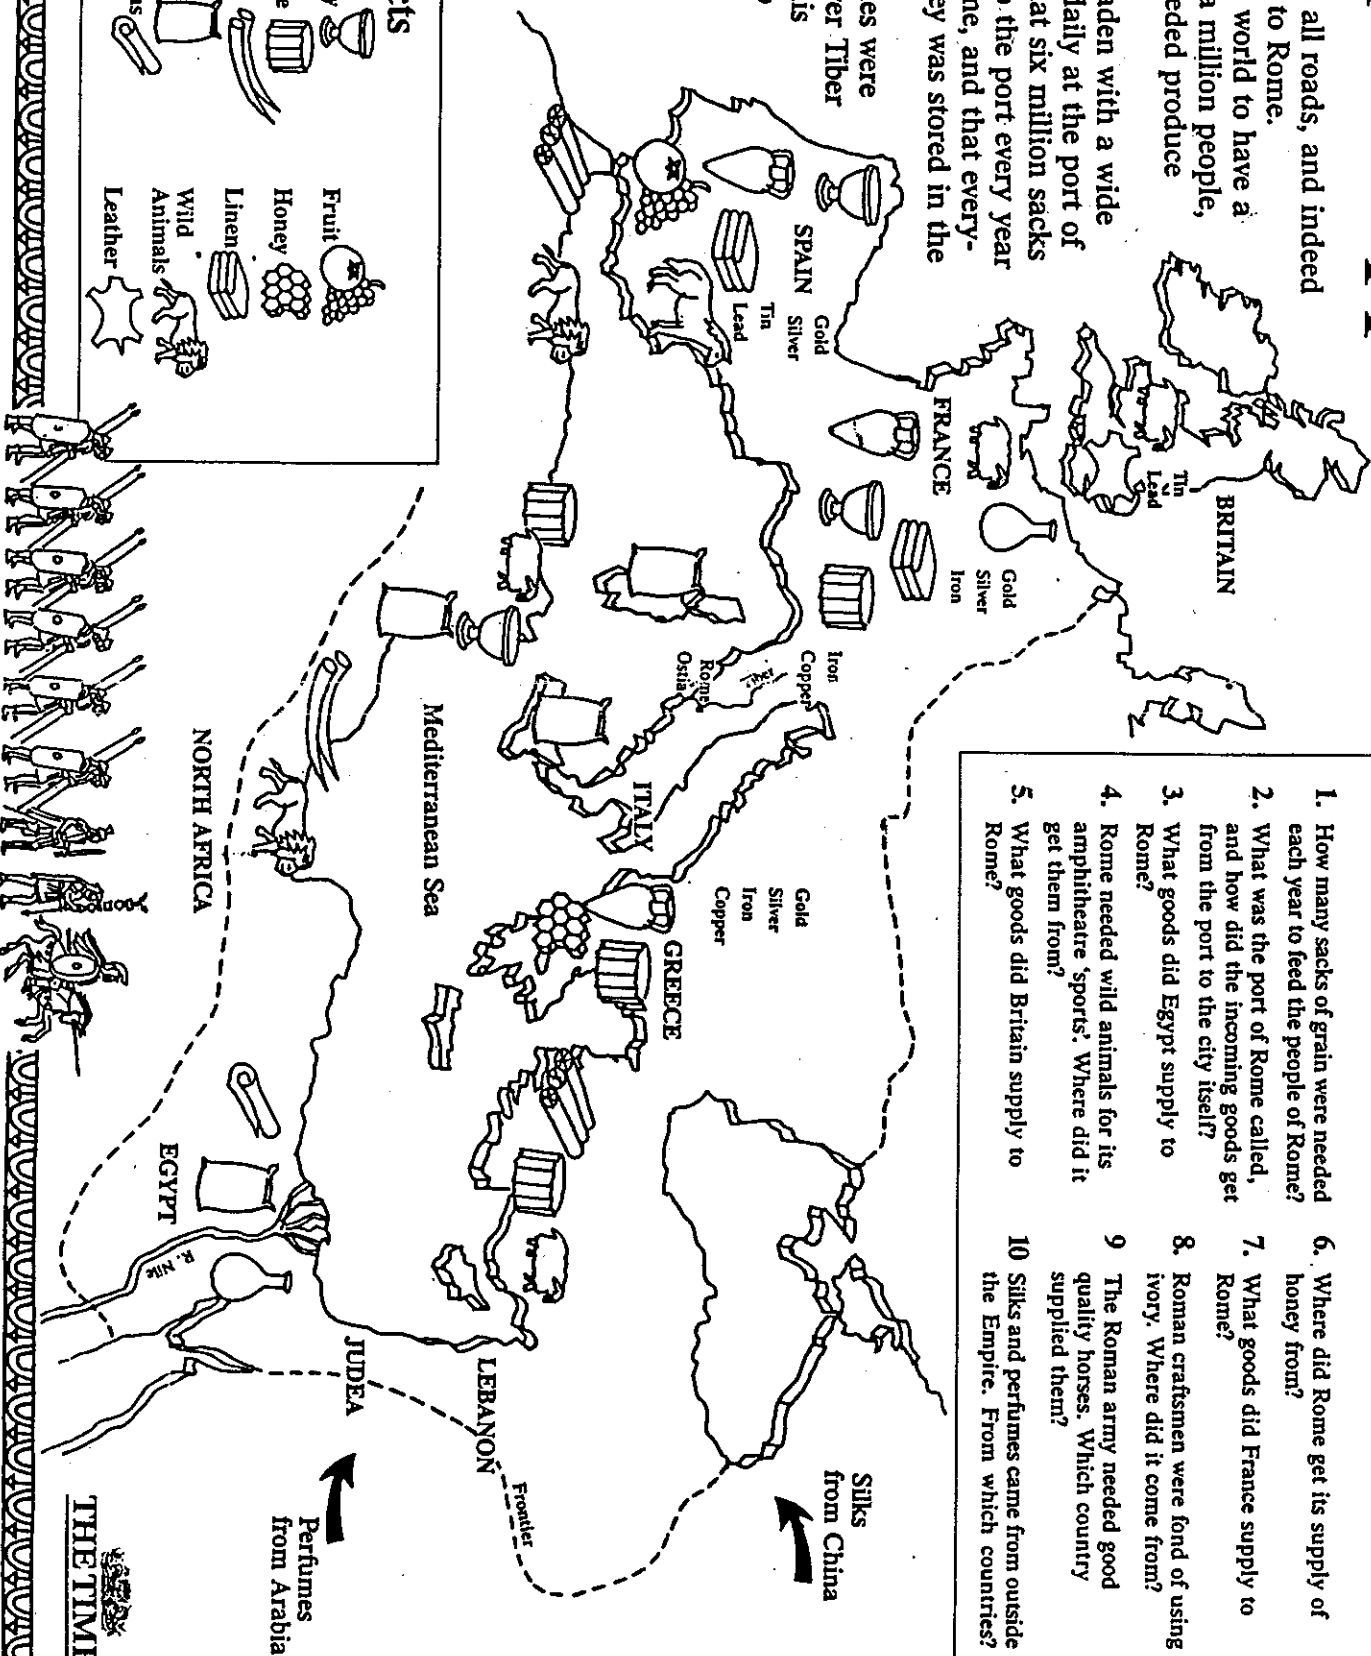 all roads, and indeed
to Rome.
world to have a
a million people,
eded produce
aden with a wide
daily at the port of
at six million sacks
the port every year
ne, and that every-
ey was stored in the
es were
ver Tiber
is
1. How many sacks of grain were needed
each year to feed the people of Rome?
2. What was the port of Rome called,
and how did the incoming goods get
from the port to the city itself?
3. What goods did Egypt supply to
Rome?
4. Rome needed wild animals for its
amphitheatre ‘sports’. Where did it
get them from?
5. What goods did Britain supply to
Rome?
6. Where did Rome get its supply of
honey from?
7. What goods did France supply to
Rome?
8. Roman craftsmen were fond of using
ivory. Where did it come from?
9 The Roman army needed good
quality horses. Which country
supplied them?
10 Silks and perfumes came from outside
the Empire. From which countries?
BRITAIN
Tin
Lead
FRANCE
Gold
Silver
Iron
SPAIN
Gold
Silver
Tin
Lead
Iron
Copper
Rome
Ostia
ITALY
Gold
Silver
Iron
Copper
GREECE
Silks
from China
Mediterranean Sea
LEBANON
Frontier
JUDEA
NORTH AFRICA
EGYPT
R. Nile
Perfumes
from Arabia
cts
Fruit
Honey
Linen
Wild
Animals
Leather
THE TIM